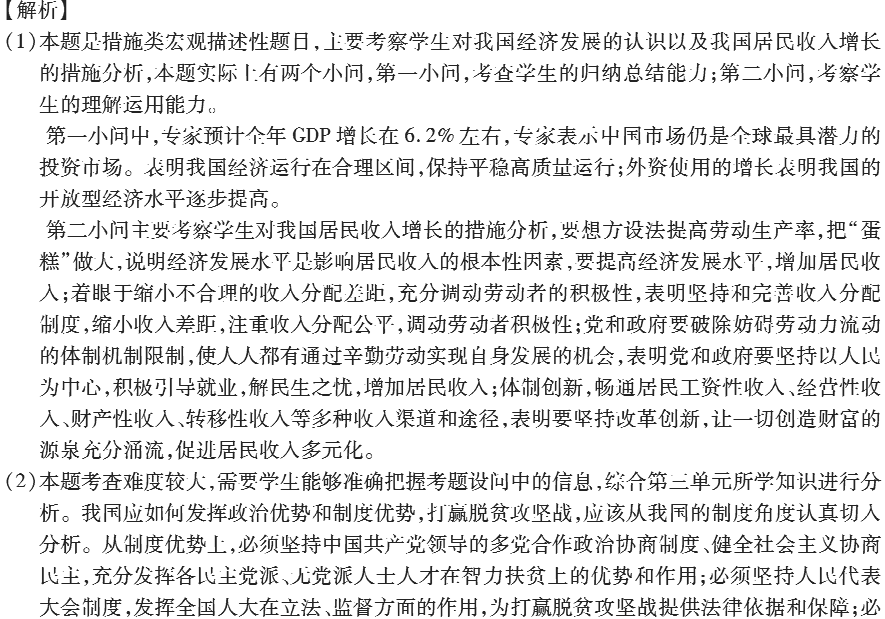 【解析】
(1)本题是措施类宏观描述性题目,主要考察学生对我国经济发展的认识以及我国居民收入增长
的措施分析,本题实际上有两个小问,第一小问,考查学生的归纳总结能力;第二小问,考察学
生的理解运用能力。
第一小问中,专家预计全年 GDP 增长在 6.2% 左右,专家表示中国市场仍是全球最具潜力的
投资市场。表明我国经济运行在合理区间,保持平稳高质量运行;外资使用的增长表明我国的
开放型经济水平逐步提高。
第二小问主要考察学生对我国居民收入增长的措施分析,要想方设法提高劳动生产率,把“蛋
糕”做大,说明经济发展水平是影响居民收入的根本性因素,要提高经济发展水平,增加居民收
入;着眼于缩小不合理的收入分配差距,充分调动劳动者的积极性,表明坚持和完善收入分配
制度,缩小收入差距,注重收入分配公平,调动劳动者积极性;党和政府要破除妨碍劳动力流动
的体制机制限制,使人人都有通过辛勤劳动实现自身发展的机会,表明党和政府要坚持以人民
为中心,积极引导就业,解民生之忧,增加居民收入;体制创新,畅通居民工资性收入、经营性收
入、财产性收入、转移性收入等多种收入渠道和途径,表明要坚持改革创新,让一切创造财富的
源泉充分涌流,促进居民收入多元化。
(2)本题考查难度较大,需要学生能够准确把握考题设问中的信息,综合第三单元所学知识进行分
析。我国应如何发挥政治优势和制度优势,打赢脱贫攻坚战,应该从我国的制度角度认真切入
分析。从制度优势上,必须坚持中国共产党领导的多党合作政治协商制度、健全社会主义协商
民主,充分发挥各民主党派、无党派人士人才在智力扶贫上的优势和作用;必须坚持人民代表
大会制度,发挥全国人大在立法、监督方面的作用,为打赢脱贫攻坚战提供法律依据和保障;必